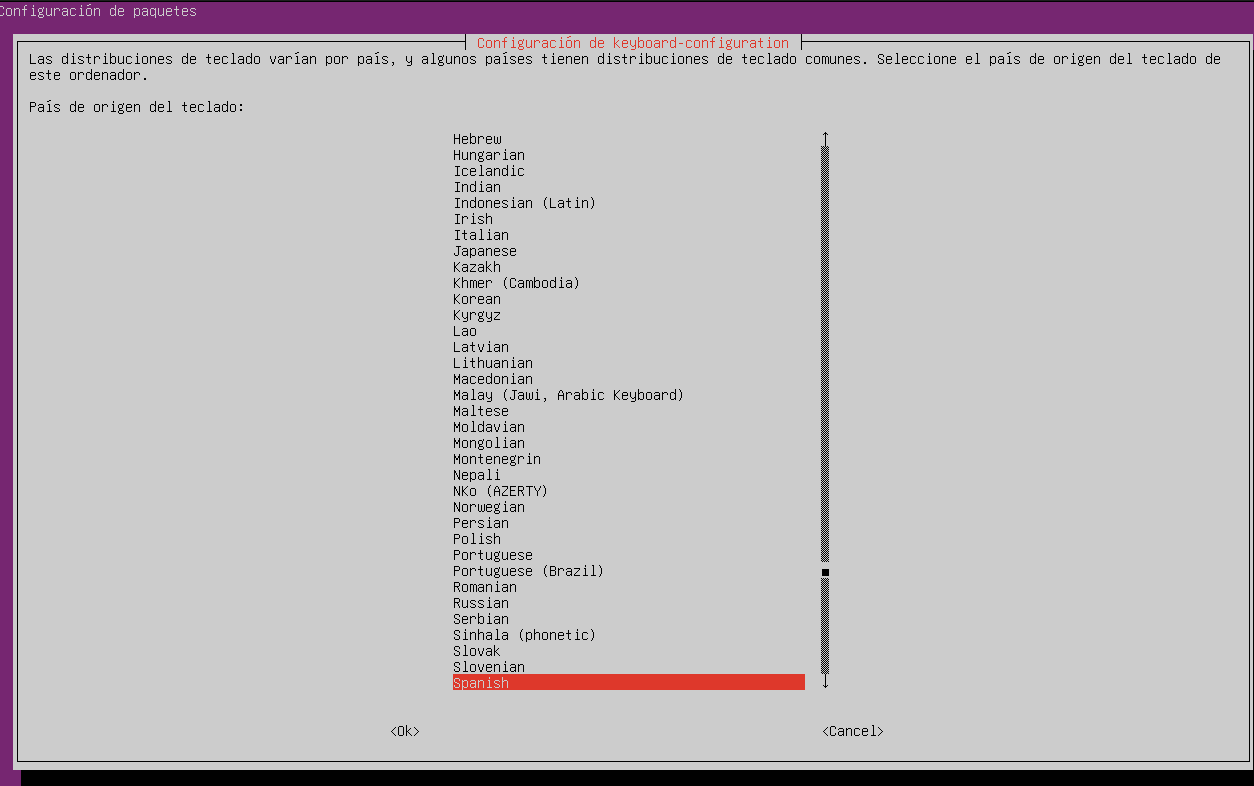 Configuración de paquetes
Configuración de keyboard-configuration
Las distribuciones de teclado varían por país, y algunos países tienen distribuciones de teclado comunes. Seleccione el país de origen del teclado de
este ordenador.
País de origen del teclado:
Hebrew
Hungarian
Icelandic
Indian
Indonesian (Latin)
Irish
Italian
Japanese
Kazakh
Khmer (Cambodia)
Korean
Kyrgyz
Lao
Latvian
Lithuanian
Macedonian
Malay (Jawi, Arabic Keyboard)
Maltese
Moldavian
Mongolian
Montenegrin
Nepali
NKo (AZERTY)
Norwegian
Persian
Polish
Portuguese
Portuguese (Brazil)
Romanian
Russian
Serbian
Sinhala (phonetic)
Slovak
Slovenian
Spanish
<Ok> <Cancel>